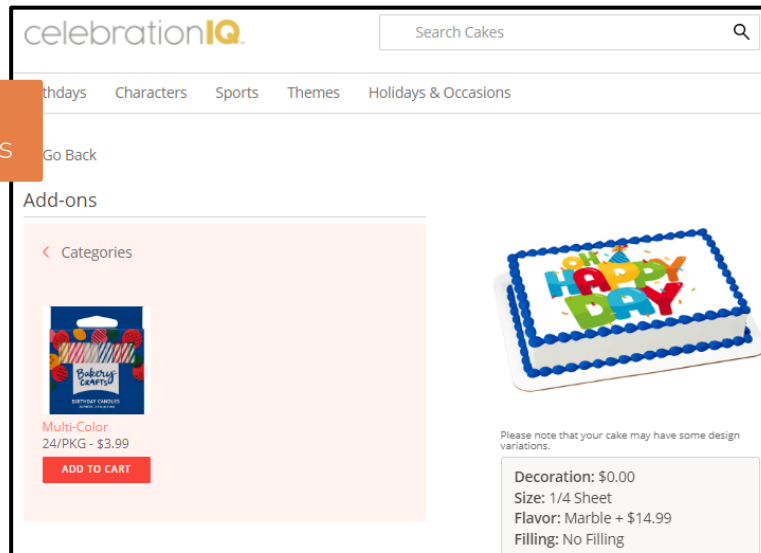 celebrationIQ
Search Cakes
thdays Characters Sports Themes Holidays & Occasions
s
Go Back
Add-ons
Categories
Bakery
CRAFTS
BIRTHDAY CANDLES
Multi-Color
24/PKG - $3.99
ADD TO CART
OH
HAPPY
DAY
Please note that your cake may have some design
variations.
Decoration: $0.00
Size: 1/4 Sheet
Flavor: Marble + $14.99
Filling: No Filling